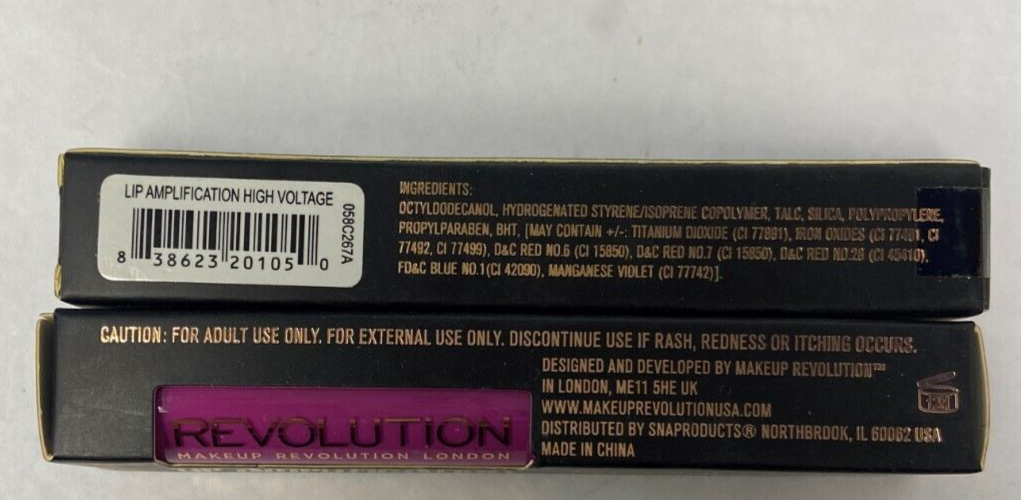 LIP AMPLIFICATION HIGH VOLTAGE
058C267A
8 38623 20105 0
INGREDIENTS:
OCTYLDODECANOL, HYDROGENATED STYRENE/ISOPRENE COPOLYMER, TALC, SILICA, POLYPROPYLENE,
PROPYLPARABEN, BHT, [MAY CONTAIN +/-: TITANIUM DIOXIDE (CI 77891), IRON OXIDES (CI 77491, CI
77492, CI 77499), D&C RED NO.6 (CI 15850), D&C RED NO.7 (CI 15850), D&C RED NO.28 (CI 45410),
FD&C BLUE NO.1(CI 42090), MANGANESE VIOLET (CI 77742)].
CAUTION: FOR ADULT USE ONLY. FOR EXTERNAL USE ONLY. DISCONTINUE USE IF RASH, REDNESS OR ITCHING OCCURS.
REVOLUTION
MAKEUP REVOLUTION LONDON
DESIGNED AND DEVELOPED BY MAKEUP REVOLUTION™
IN LONDON, ME11 5HE UK
WWW.MAKEUPREVOLUTIONUSA.COM
DISTRIBUTED BY SNAPRODUCTS® NORTHBROOK, IL 60062 USA
MADE IN CHINA